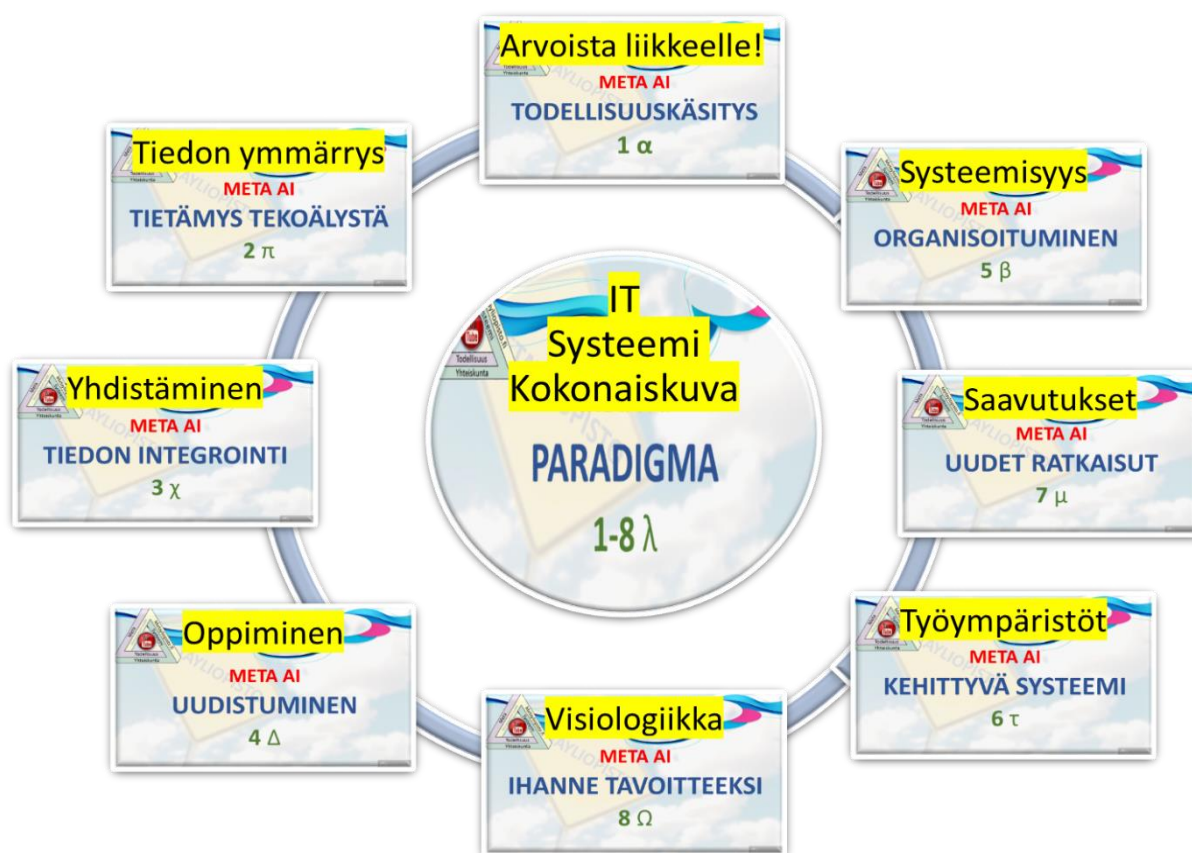 Arvoista liikkeelle!
META AI
TODELLISUUSKÄSITYS
1 α
Tiedon ymmärrys
META AI
TIETÄMYS TEKOÄLYSTÄ
2 π
Systeemisyys
META AI
ORGANISOITUMINEN
5 β
IT
Systeemi
Kokonaiskuva
Todellisuus
Yhteiskunta
PARADIGMA
1-8 λ
Yhdistäminen
META AI
TIEDON INTEGROINTI
3 χ
Saavutukset
META AI
UUDET RATKAISUT
7 μ
Oppiminen
META AI
UUDISTUMINEN
4 Δ
Työympäristöt
META AI
KEHITTYVÄ SYSTEEMI
6 τ
Visiologiikka
META AI
IHANNE TAVOITTEEKSI
8 Ω